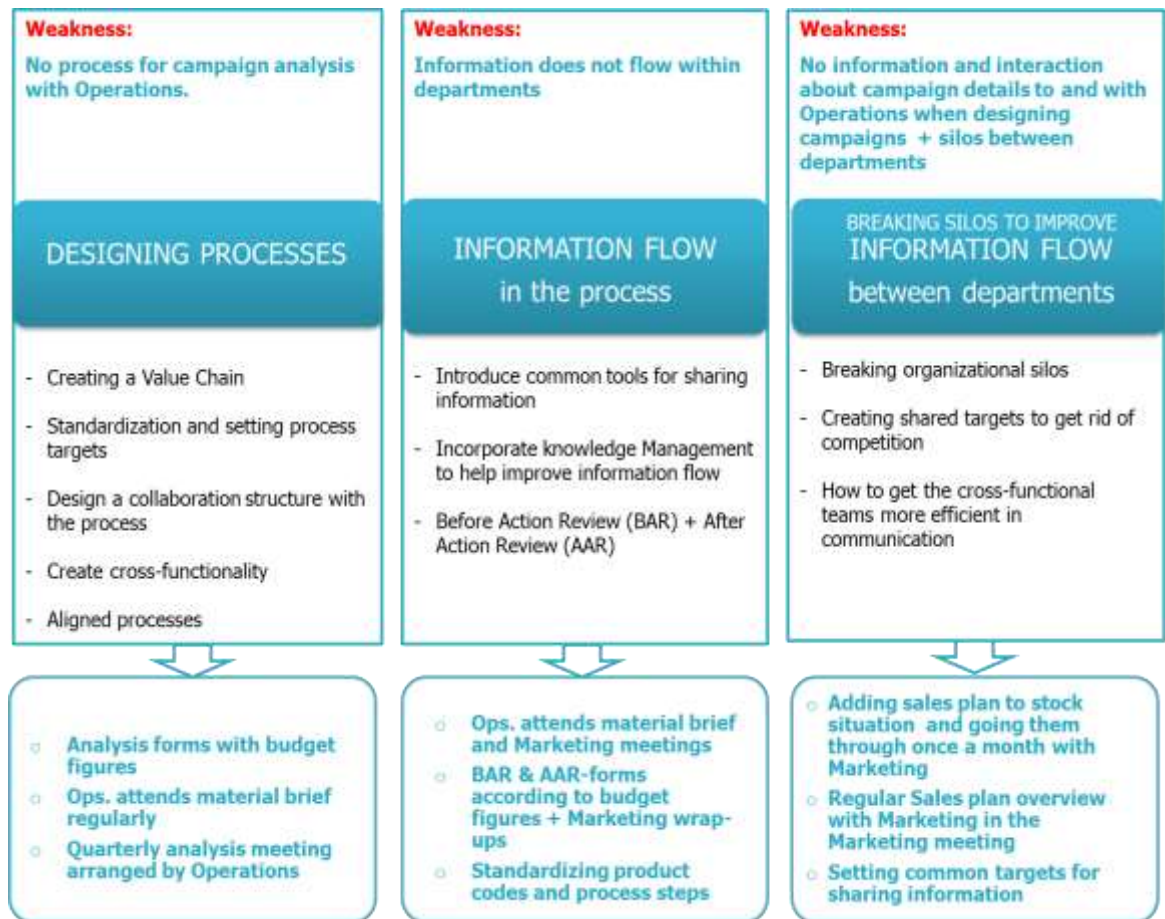 Weakness:
No process for campaign analysis
with Operations.
DESIGNING PROCESSES
- Creating a Value Chain
- Standardization and setting process
targets
- Design a collaboration structure with
the process
- Create cross-functionality
- Aligned processes
○ Analysis forms with budget
figures
○ Ops. attends material brief
regularly
○ Quarterly analysis meeting
arranged by Operations
Weakness:
Information does not flow within
departments
INFORMATION FLOW
in the process
- Introduce common tools for sharing
information
- Incorporate knowledge Management
to help improve information flow
- Before Action Review (BAR) + After
Action Review (AAR)
○ Ops. attends material brief
and Marketing meetings
○ BAR & AAR-forms
according to budget
figures + Marketing wrap-
ups
○ Standardizing product
codes and process steps
Weakness:
No information and interaction
about campaign details to and with
Operations when designing
campaigns + silos between
departments
BREAKING SILOS TO IMPROVE
INFORMATION FLOW
between departments
- Breaking organizational silos
- Creating shared targets to get rid of
competition
- How to get the cross-functional
teams more efficient in
communication
○ Adding sales plan to stock
situation and going them
through once a month with
Marketing
○ Regular Sales plan overview
with Marketing in the
Marketing meeting
○ Setting common targets for
sharing information